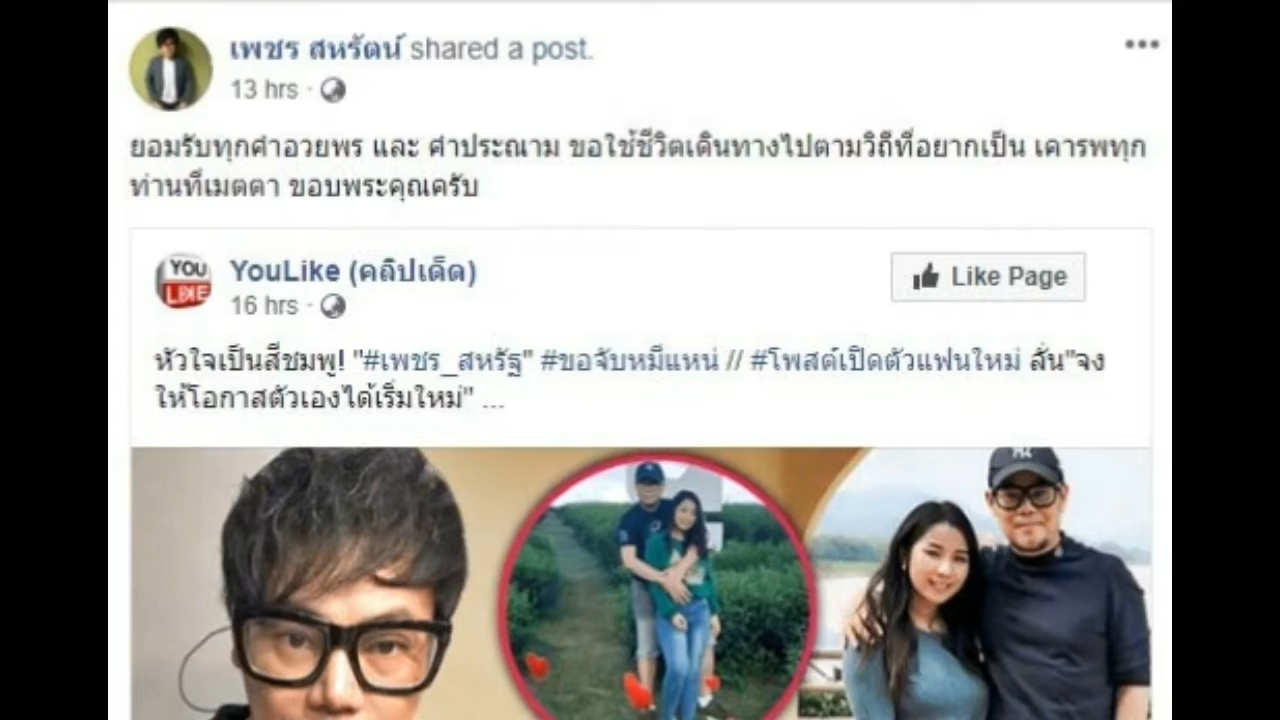 เพชร สหรัตน์ shared a post.
13 hrs ·
ยอมรับทุกคำอวยพร และ คำประณาม ขอใช้ชีวิตเดินทางไปตามวิถีที่อยากเป็น เคารพทุก
ท่านที่เมตตา ขอบพระคุณครับ
YOU
LIKE
YouLike (คลิปเด็ด)
16 hrs ·
Like Page
หัวใจเป็นสีชมพู! "#เพชร_สหรัฐ" #ขอจับหมีแหน่ // #โพสต์เปิดตัวแฟนใหม่ ลั่น"จง
ให้โอกาสตัวเองได้เริ่มใหม่" ...